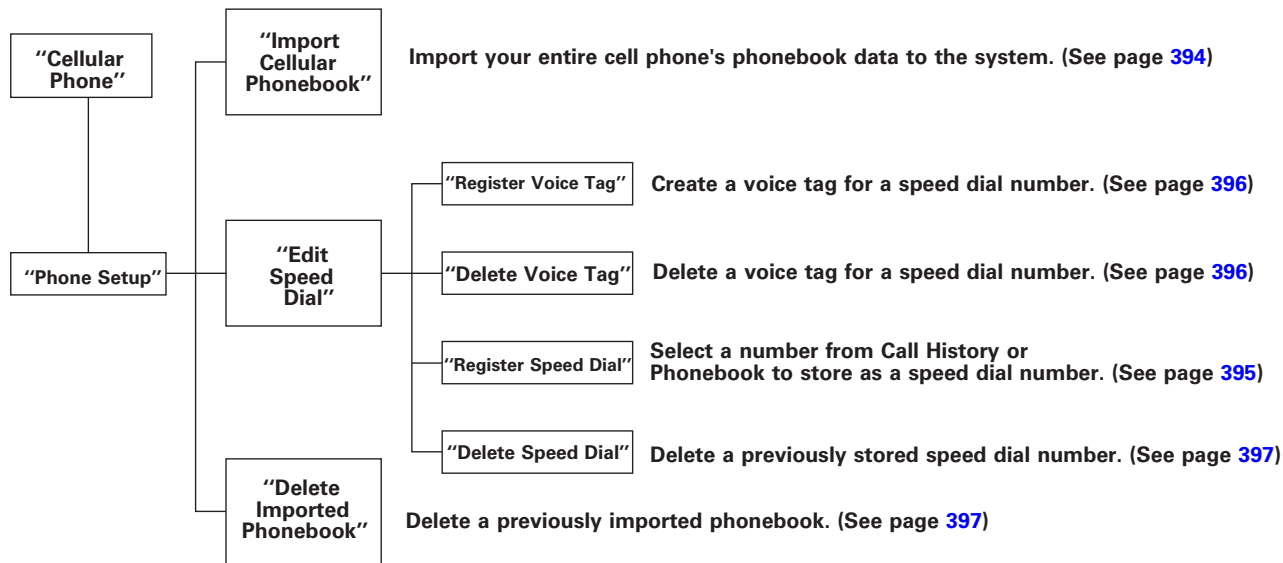 "Cellular
Phone"
"Import
Cellular
Phonebook"
Import your entire cell phone's phonebook data to the system. (See page 394)
"Phone Setup"
"Edit
Speed
Dial"
"Register Voice Tag"
Create a voice tag for a speed dial number. (See page 396)
"Delete Voice Tag"
Delete a voice tag for a speed dial number. (See page 396)
"Register Speed Dial"
Select a number from Call History or
Phonebook to store as a speed dial number. (See page 395)
"Delete Speed Dial"
Delete a previously stored speed dial number. (See page 397)
"Delete
Imported
Phonebook"
Delete a previously imported phonebook. (See page 397)